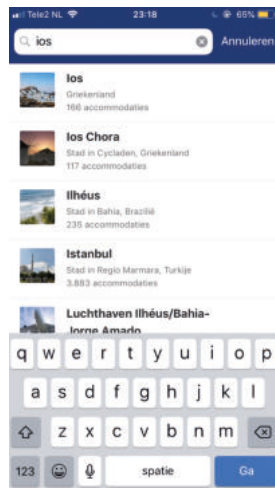 Tele2 NL 23:18 65%
ios Annuleren
Ios
Griekenland
166 accommodaties
Ios Chora
Stad in Cycladen, Griekenland
117 accommodaties
Ilhéus
Stad in Bahia, Brazilië
235 accommodaties
Istanbul
Stad in Regio Marmara, Turkije
3.883 accommodaties
Luchthaven Ilhéus/Bahia-
Jorge Amado
q w e r t y u i o p
a s d f g h j k l
z x c v b n m
123 spatie Ga